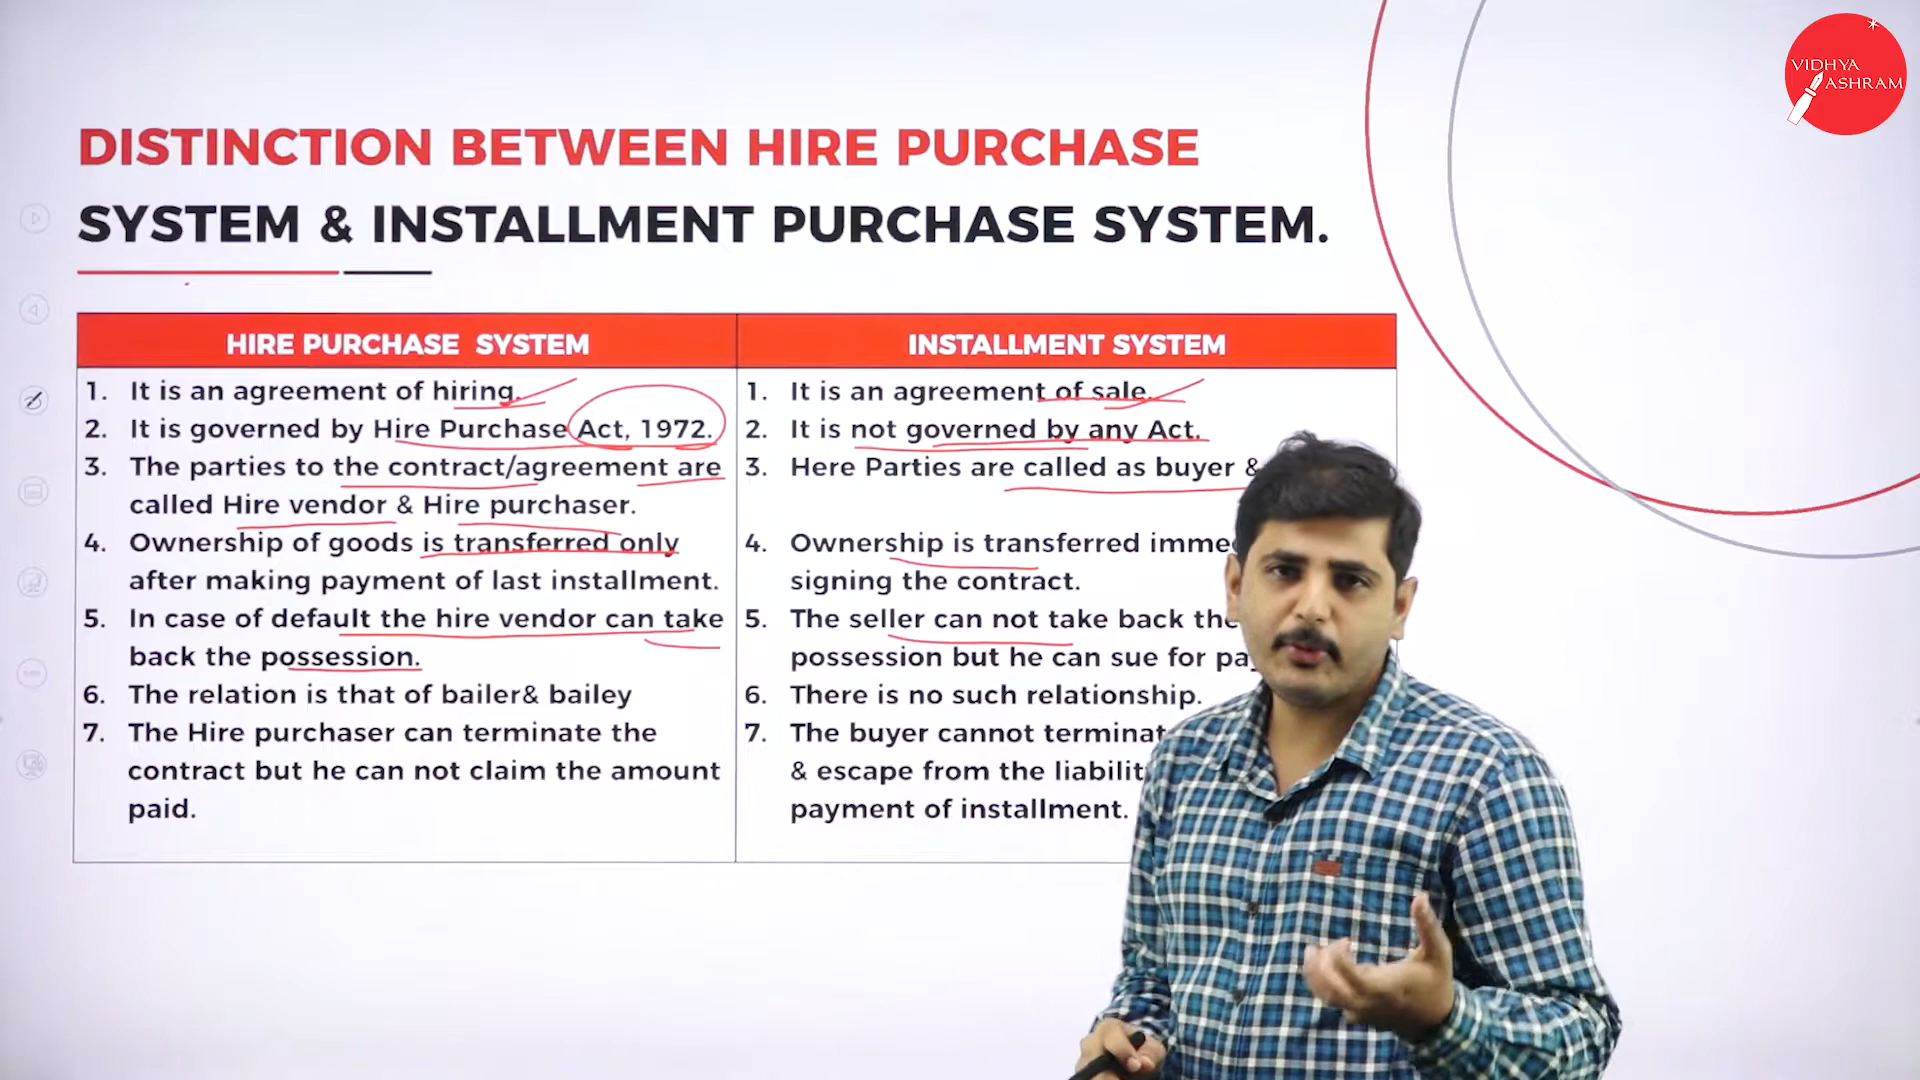 VIDHYA
ASHRAM
DISTINCTION BETWEEN HIRE PURCHASE
SYSTEM & INSTALLMENT PURCHASE SYSTEM.
HIRE PURCHASE SYSTEM
1. It is an agreement of hiring.
2. It is governed by Hire Purchase Act, 1972.
3. The parties to the contract/agreement are
called Hire vendor & Hire purchaser.
4. Ownership of goods is transferred only
after making payment of last installment.
5. In case of default the hire vendor can take
back the possession.
6. The relation is that of bailer& bailey
7. The Hire purchaser can terminate the
contract but he can not claim the amount
paid.
INSTALLMENT SYSTEM
1. It is an agreement of sale.
2. It is not governed by any Act.
3. Here Parties are called as buyer &
4. Ownership is transferred
signing the contract.
5. The seller can not take back
possession but he can sue for
6. There is no such relationship.
7. The buyer cannot
& escape from the
payment of installment.